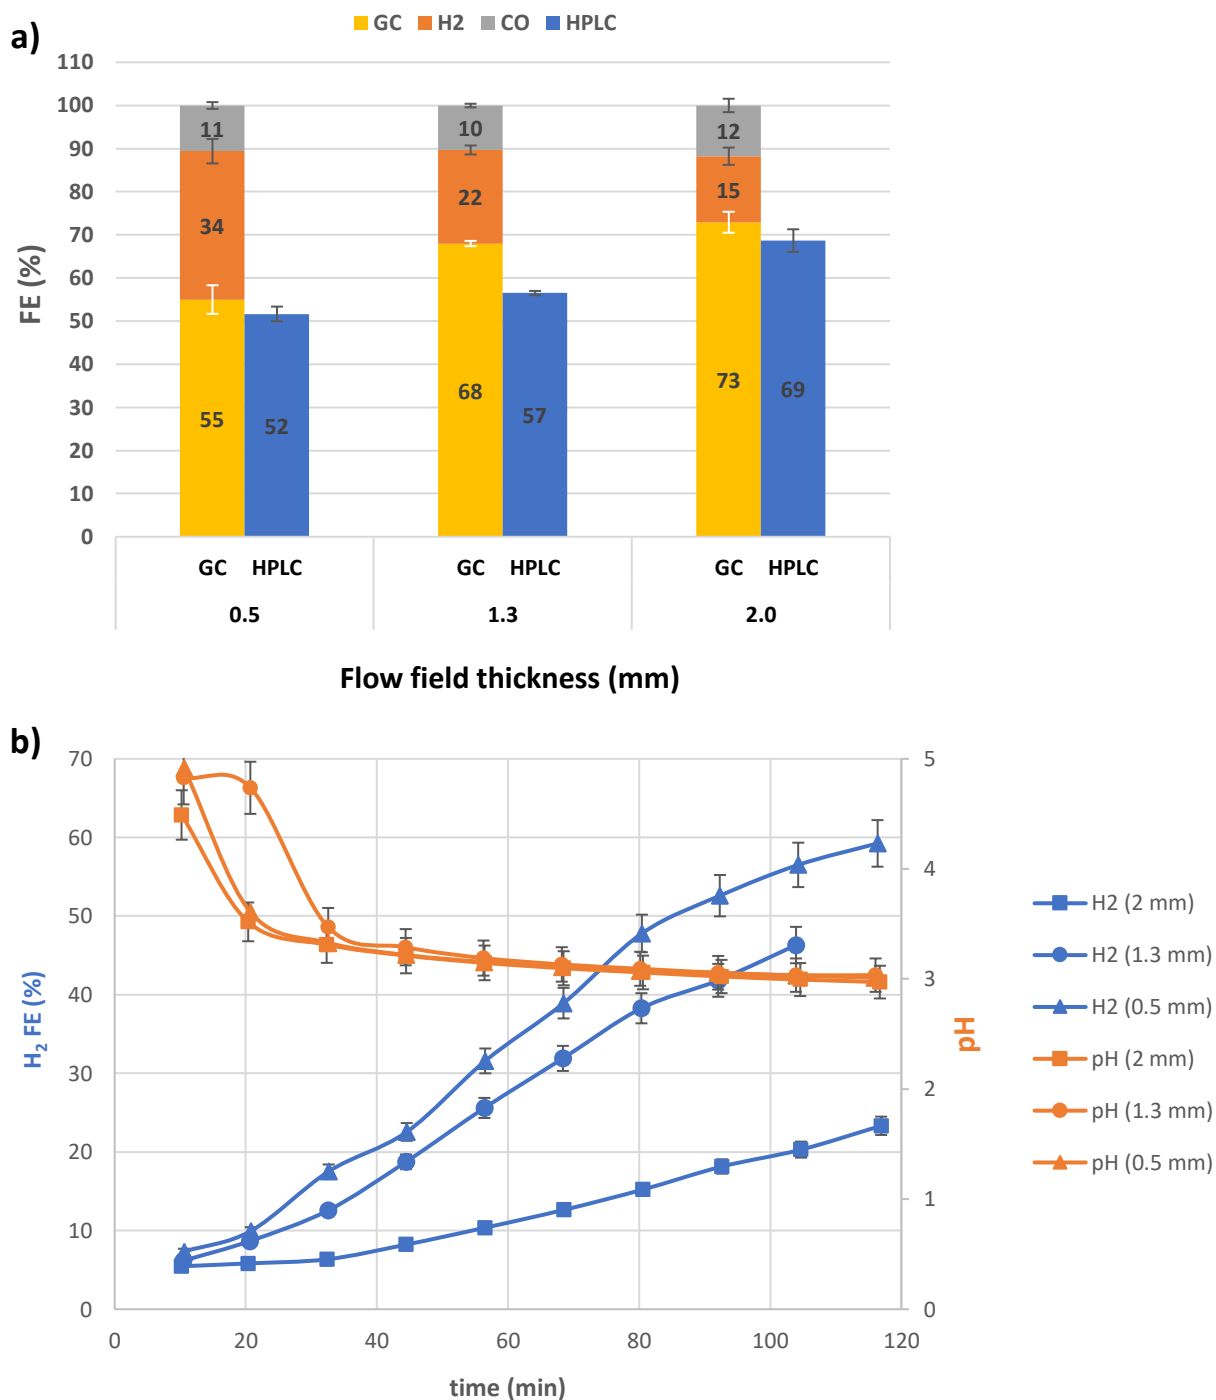 GC H2 CO HPLC
a)
110
100
90
80
70
60
50
40
30
20
10
0
FE (%)
11
34
55
52
10
22
68
57
12
15
73
69
GC HPLC GC HPLC GC HPLC
0.5 1.3 2.0
Flow field thickness (mm)
b)
70
60
50
40
30
20
10
0
H2 FE (%)
5
4
3
2
1
0
pH
0 20 40 60 80 100 120
time (min)
H2 (2 mm)
H2 (1.3 mm)
H2 (0.5 mm)
pH (2 mm)
pH (1.3 mm)
pH (0.5 mm)